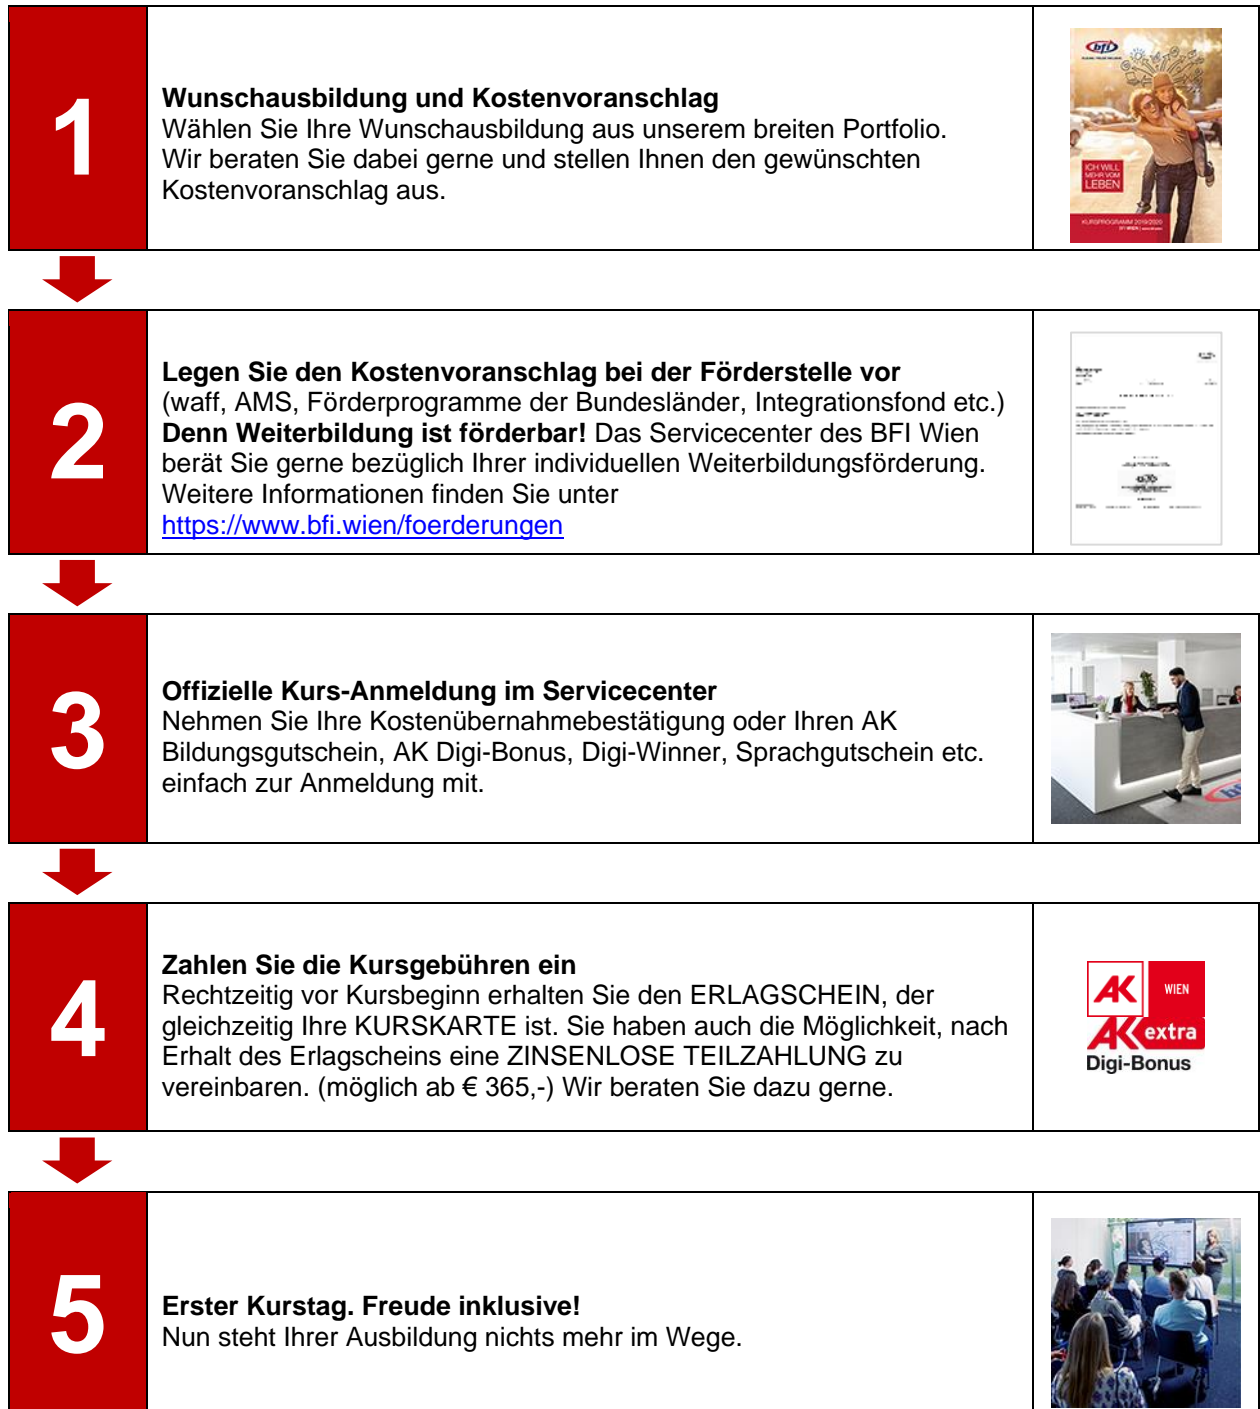 1
Wunschausbildung und Kostenvoranschlag
Wählen Sie Ihre Wunschausbildung aus unserem breiten Portfolio.
Wir beraten Sie dabei gerne und stellen Ihnen den gewünschten
Kostenvoranschlag aus.
bfi
ICH WILL
MEHR VOM
LEBEN
KURSPROGRAMM 2019/2020
BFI WIEN
2
Legen Sie den Kostenvoranschlag bei der Förderstelle vor
(waff, AMS, Förderprogramme der Bundesländer, Integrationsfond etc.)
Denn Weiterbildung ist förderbar! Das Servicecenter des BFI Wien
berät Sie gerne bezüglich Ihrer individuellen Weiterbildungsförderung.
Weitere Informationen finden Sie unter
https://www.bfi.wien/foerderungen
3
Offizielle Kurs-Anmeldung im Servicecenter
Nehmen Sie Ihre Kostenübernahmebestätigung oder Ihren AK
Bildungsgutschein, AK Digi-Bonus, Digi-Winner, Sprachgutschein etc.
einfach zur Anmeldung mit.
4
Zahlen Sie die Kursgebühren ein
Rechtzeitig vor Kursbeginn erhalten Sie den ERLAGSCHEIN, der
gleichzeitig Ihre KURSKARTE ist. Sie haben auch die Möglichkeit, nach
Erhalt des Erlagscheins eine ZINSENLOSE TEILZAHLUNG zu
vereinbaren. (möglich ab € 365,-) Wir beraten Sie dazu gerne.
AK WIEN
AK extra
Digi-Bonus
5
Erster Kurstag. Freude inklusive!
Nun steht Ihrer Ausbildung nichts mehr im Wege.